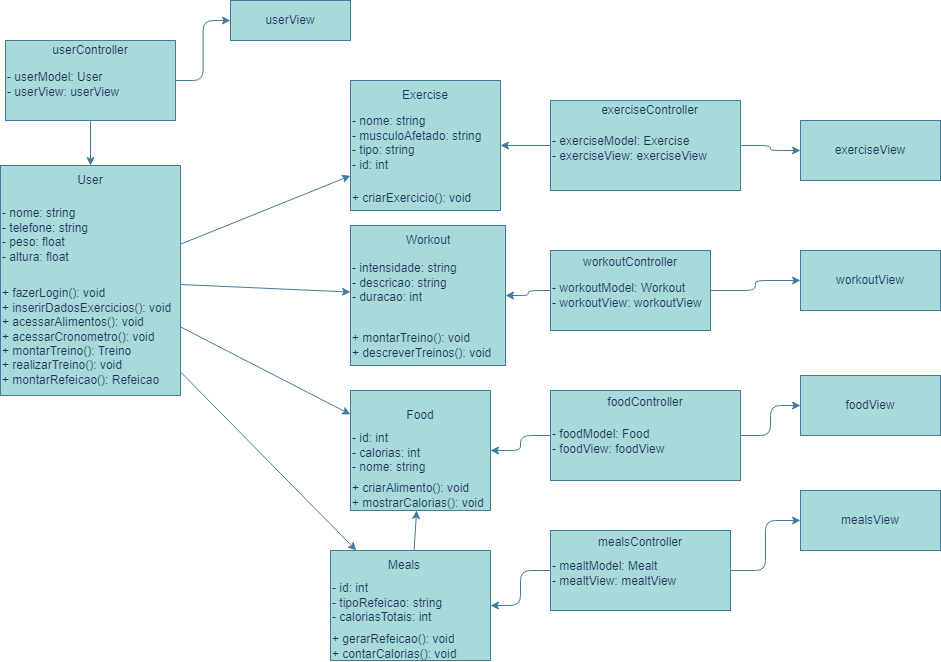 userView
userController
- userModel: User
- userView: userView
User
- nome: string
- telefone: string
- peso: float
- altura: float
+ fazerLogin(): void
+ inserirDadosExercicios(): void
+ acessarAlimentos(): void
+ acessarCronometro(): void
+ montarTreino(): Treino
+ realizarTreino(): void
+ montarRefeicao(): Refeicao
Exercise
- nome: string
- musculoAfetado: string
- tipo: string
- id: int
+ criarExercicio(): void
exerciseController
- exerciseModel: Exercise
- exerciseView: exerciseView
exerciseView
Workout
- intensidade: string
- descricao: string
- duracao: int
+ montarTreino(): void
+ descreverTreinos(): void
workoutController
- workoutModel: Workout
- workoutView: workoutView
workoutView
Food
- id: int
- calorias: int
- nome: string
+ criarAlimento(): void
+ mostrarCalorias(): void
foodController
- foodModel: Food
- foodView: foodView
foodView
Meals
- id: int
- tipoRefeicao: string
- caloriasTotais: int
+ gerarRefeicao(): void
+ contarCalorias(): void
mealsController
- mealtModel: Mealt
- mealtView: mealtView
mealsView